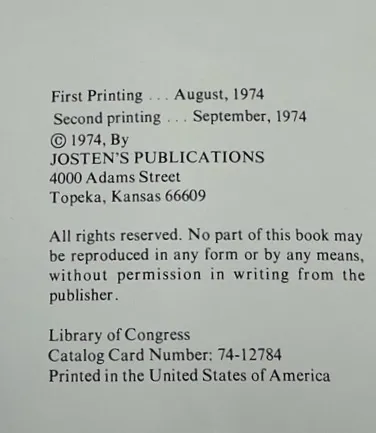 First Printing ... August, 1974
Second printing ... September, 1974
© 1974, By
JOSTEN'S PUBLICATIONS
4000 Adams Street
Topeka, Kansas 66609
All rights reserved. No part of this book may
be reproduced in any form or by any means,
without permission in writing from the
publisher.
Library of Congress
Catalog Card Number: 74-12784
Printed in the United States of America